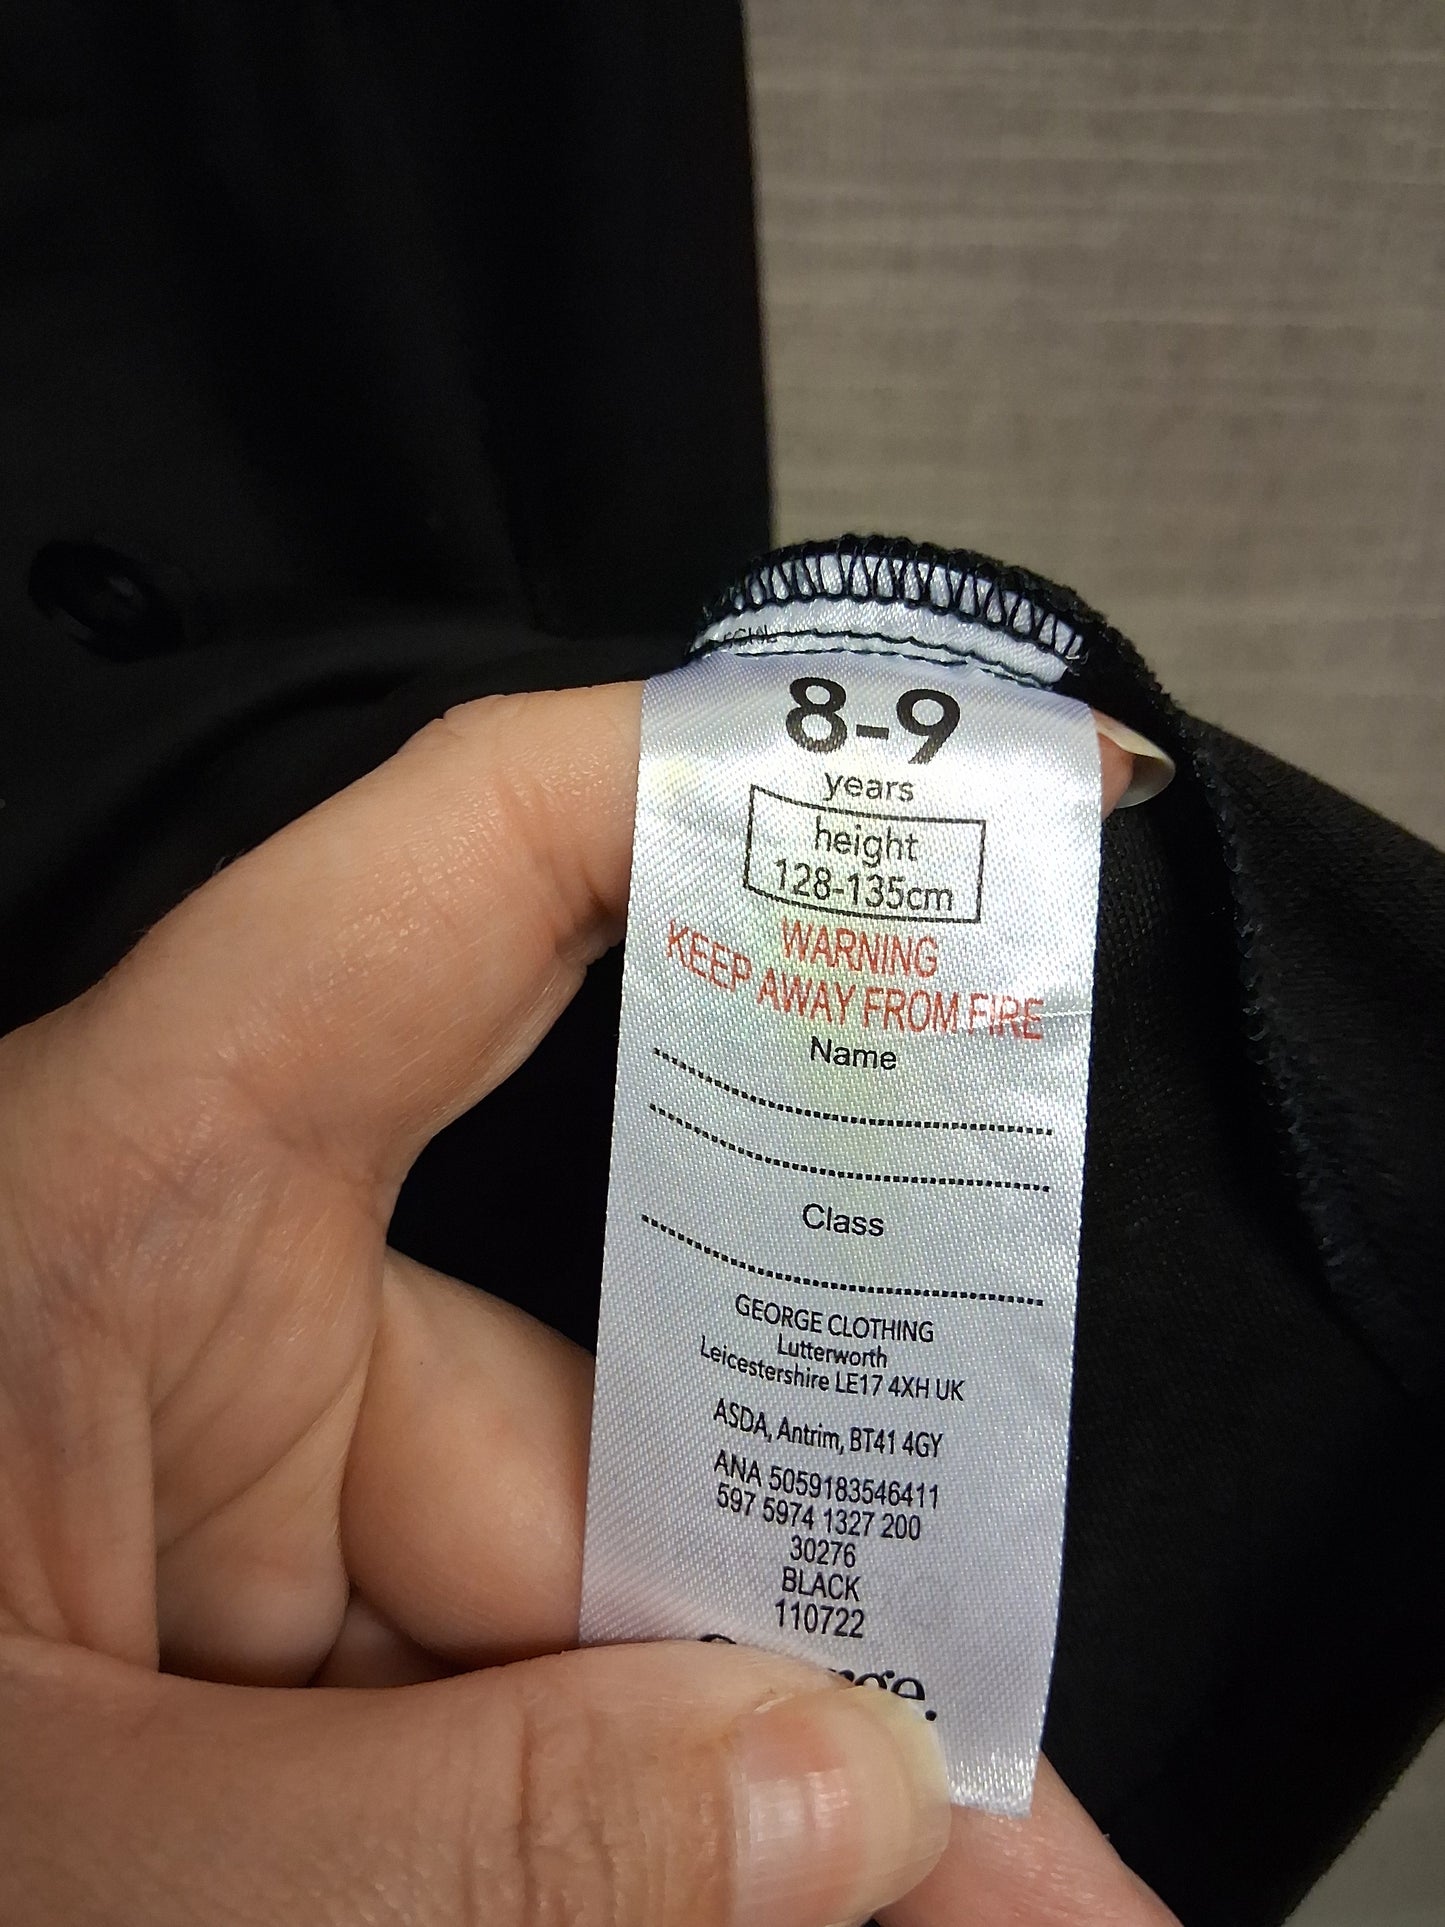 8-9
years
height
128-135cm
WARNING
KEEP AWAY FROM FIRE
Name
Class
GEORGE CLOTHING
Lutterworth
Leicestershire LE17 4XH UK
ASDA, Antrim, BT41 4GY
ANA 5059183546411
597 5974 1327 200
30276
BLACK
110722